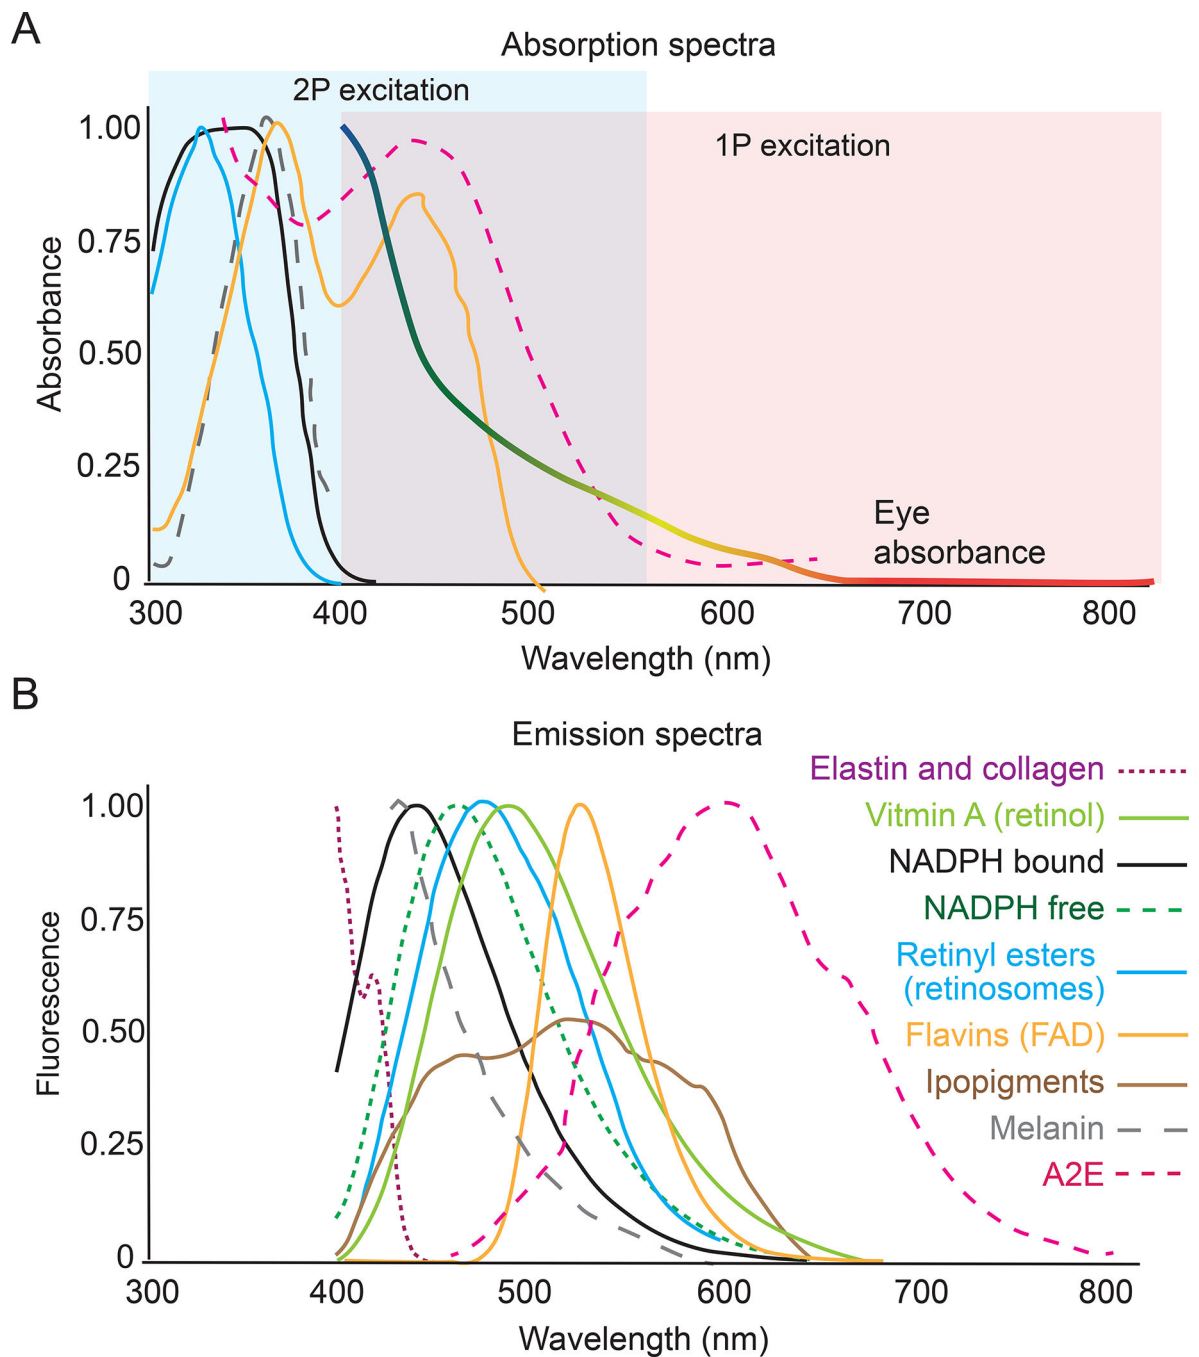 A
Absorption spectra
2P excitation
1P excitation
1.00
0.75
0.50
0.25
0
Absorbance
Eye
absorbance
300 400 500 600 700 800
Wavelength (nm)
B
Emission spectra
Elastin and collagen
Vitmin A (retinol)
NADPH bound
NADPH free
Retinyl esters
(retinosomes)
Flavins (FAD)
Ipopigments
Melanin
A2E
1.00
0.75
0.50
0.25
0
Fluorescence
300 400 500 600 700 800
Wavelength (nm)